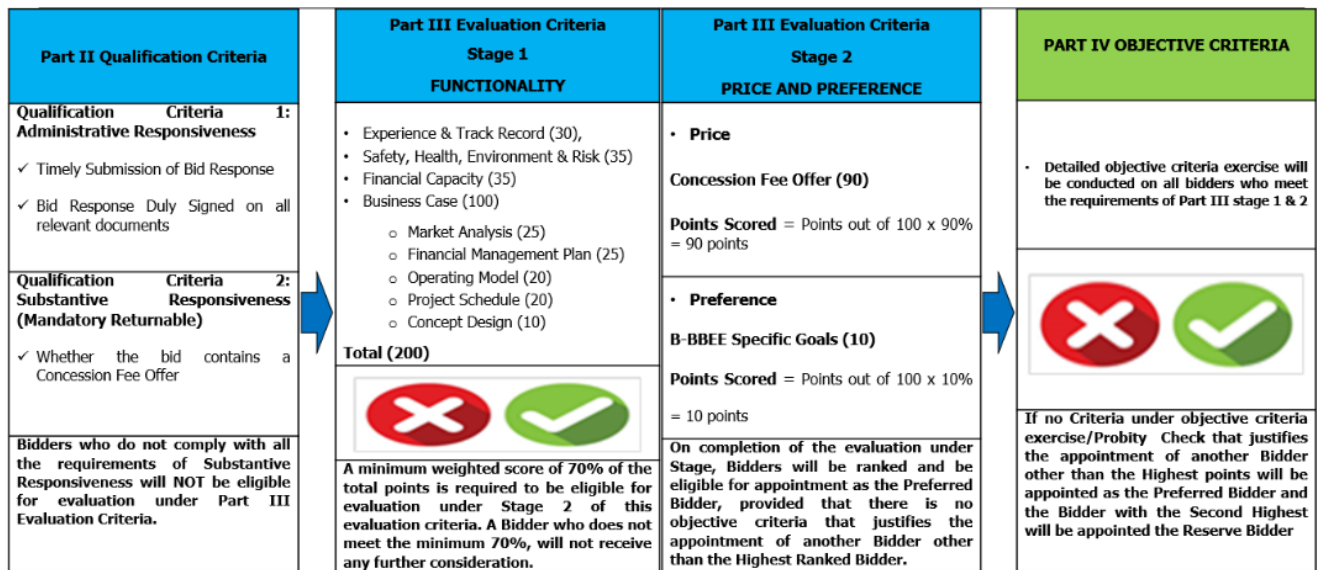 Part II Qualification Criteria
Qualification Criteria 1:
Administrative Responsiveness
✓ Timely Submission of Bid Response
✓ Bid Response Duly Signed on all
relevant documents
Qualification Criteria 2:
Substantive Responsiveness
(Mandatory Returnable)
✓ Whether the bid contains a
Concession Fee Offer
Bidders who do not comply with all
the requirements of Substantive
Responsiveness will NOT be eligible
for evaluation under Part III
Evaluation Criteria.
Part III Evaluation Criteria
Stage 1
FUNCTIONALITY
• Experience & Track Record (30),
• Safety, Health, Environment & Risk (35)
• Financial Capacity (35)
• Business Case (100)
o Market Analysis (25)
o Financial Management Plan (25)
o Operating Model (20)
o Project Schedule (20)
o Concept Design (10)
Total (200)
A minimum weighted score of 70% of the
total points is required to be eligible for
evaluation under Stage 2 of this
evaluation criteria. A Bidder who does not
meet the minimum 70%, will not receive
any further consideration.
Part III Evaluation Criteria
Stage 2
PRICE AND PREFERENCE
• Price
Concession Fee Offer (90)
Points Scored = Points out of 100 x 90%
= 90 points
• Preference
B-BBEE Specific Goals (10)
Points Scored = Points out of 100 x 10%
= 10 points
On completion of the evaluation under
Stage, Bidders will be ranked and be
eligible for appointment as the Preferred
Bidder, provided that there is no
objective criteria that justifies the
appointment of another Bidder other
than the Highest Ranked Bidder.
PART IV OBJECTIVE CRITERIA
• Detailed objective criteria exercise will
be conducted on all bidders who meet
the requirements of Part III stage 1 & 2
If no Criteria under objective criteria
exercise/Probity Check that justifies
the appointment of another Bidder
other than the Highest points will be
appointed as the Preferred Bidder and
the Bidder with the Second Highest
will be appointed the Reserve Bidder